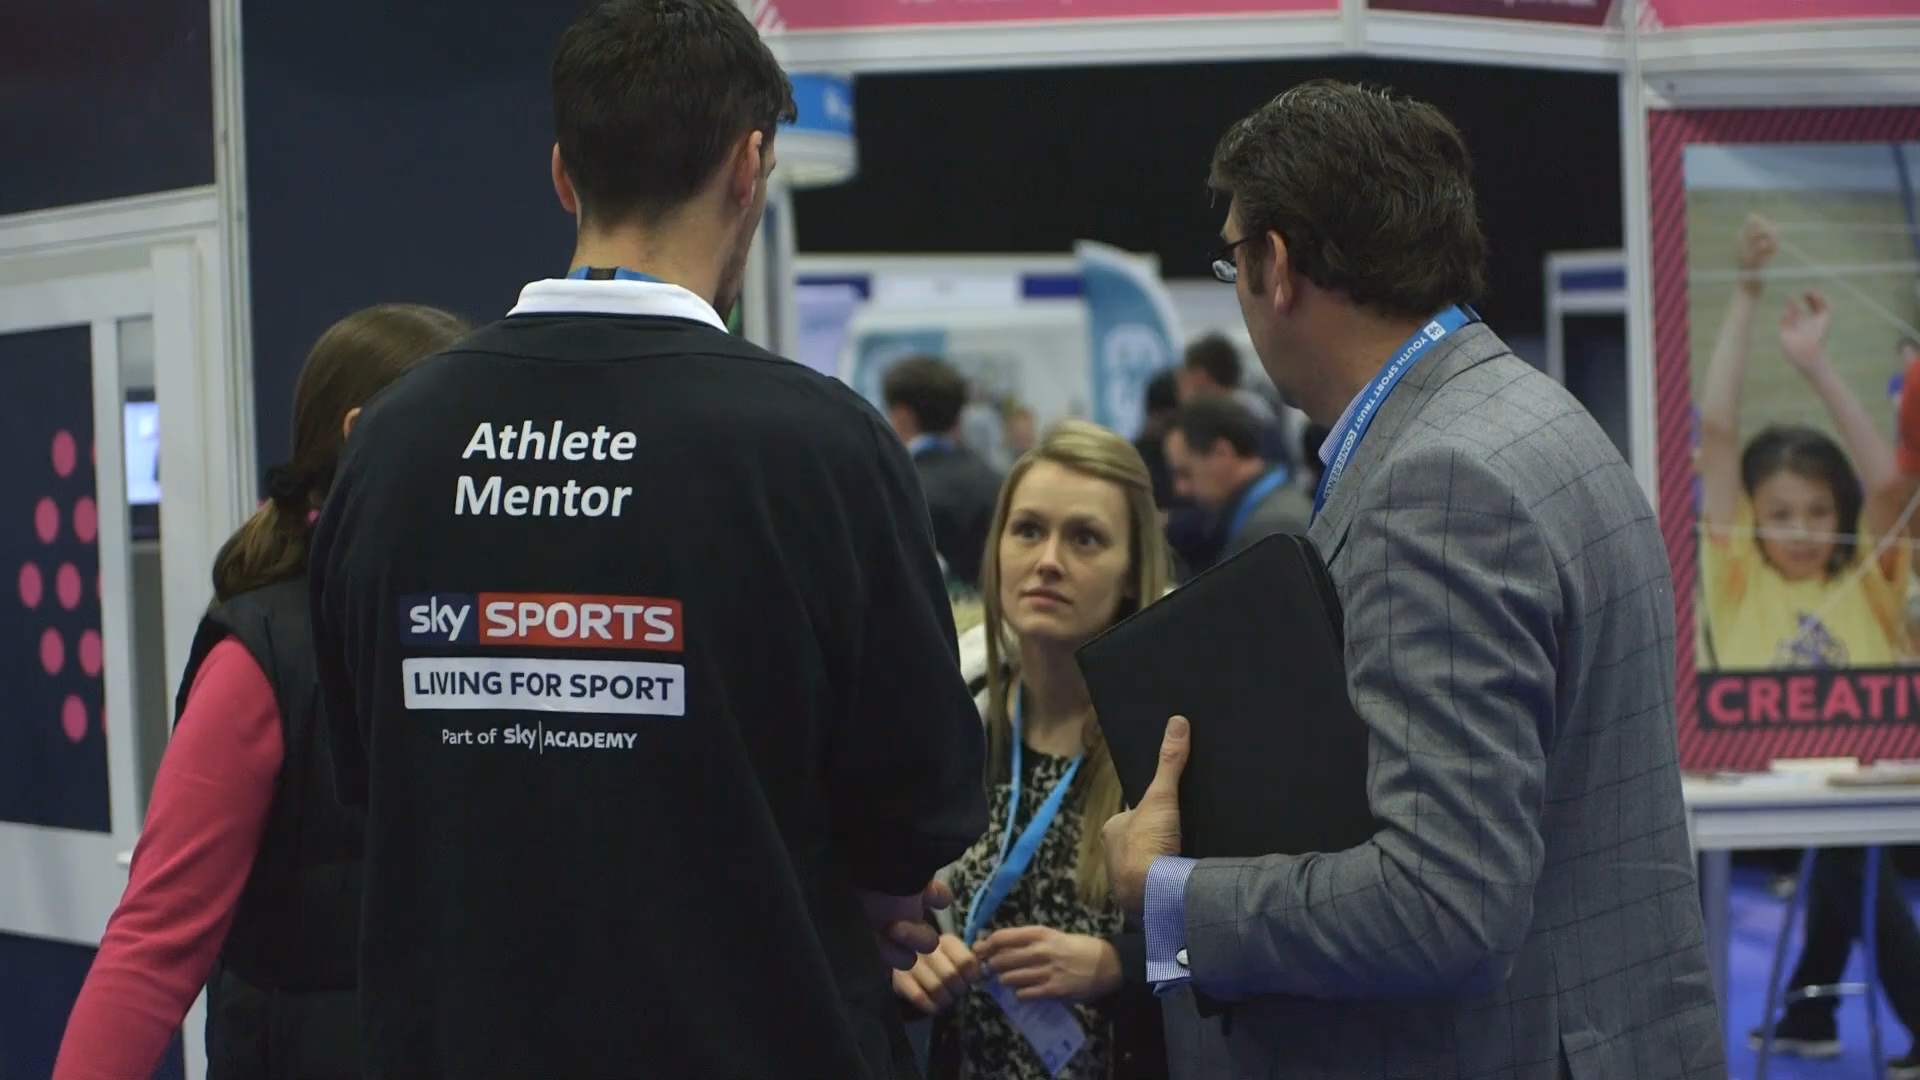 Athlete
Mentor
sky SPORTS
LIVING FOR SPORT
Part of sky ACADEMY
YOUTH SPORT TRUST CONFERENCE
CREATIV